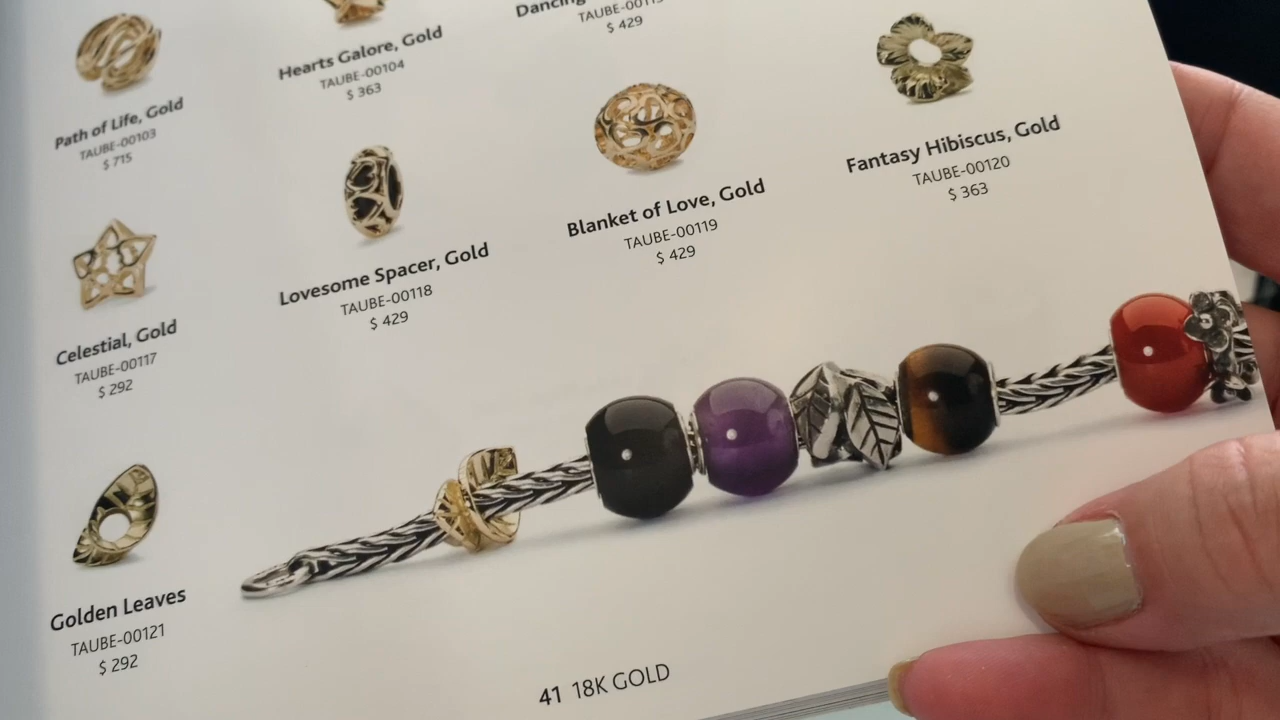 Path of Life, Gold
TAUBE-00103
$ 715
Hearts Galore, Gold
TAUBE-00104
$ 363
Dancing
$ 429
Fantasy Hibiscus, Gold
TAUBE-00120
$ 363
Blanket of Love, Gold
TAUBE-00119
$ 429
Lovesome Spacer, Gold
TAUBE-00118
$ 429
Celestial, Gold
TAUBE-00117
$ 292
Golden Leaves
TAUBE-00121
$ 292
41 18K GOLD